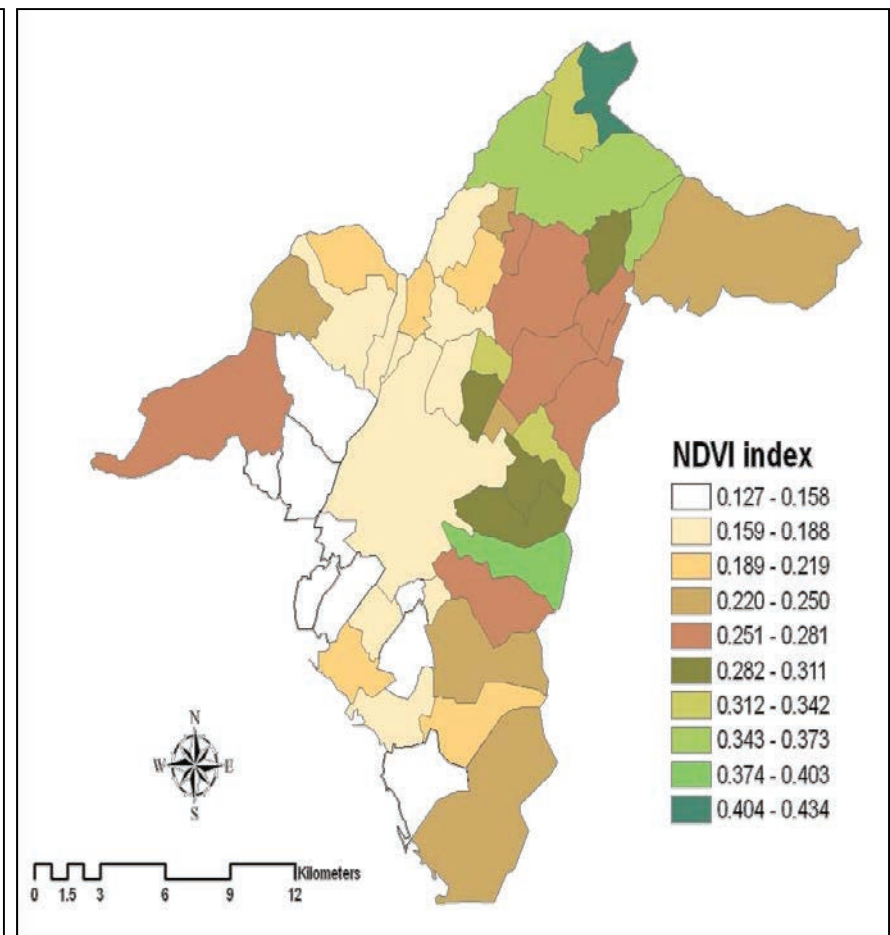 NDVI index
0.127 - 0.158
0.159 - 0.188
0.189 - 0.219
0.220 - 0.250
0.251 - 0.281
0.282 - 0.311
0.312 - 0.342
0.343 - 0.373
0.374 - 0.403
0.404 - 0.434
N
W E
S
Kilometers
0 1.5 3 6 9 12